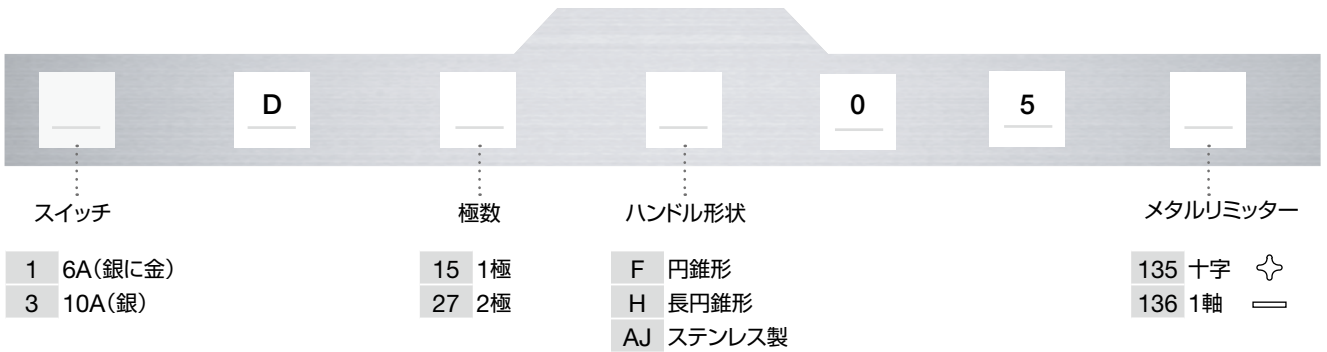 D 0 5
スイッチ 極数 ハンドル形状 メタルリミッター
1 6A（銀に金） 15 1極 F 円錐形 135 十字
3 10A（銀） 27 2極 H 長円錐形 136 1軸
AJ ステンレス製